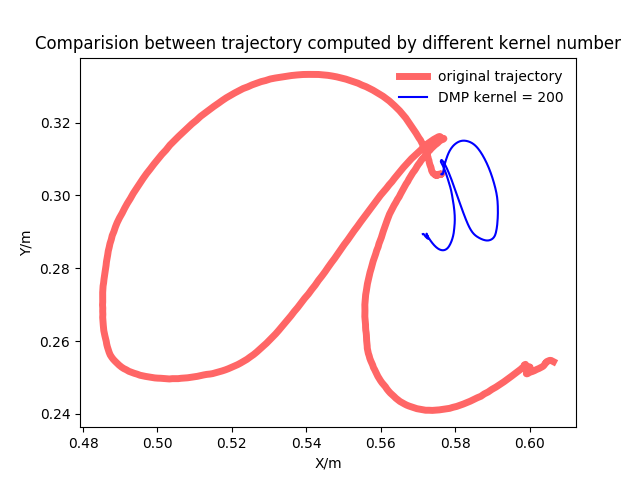 Comparision between trajectory computed by different kernel number
original trajectory
DMP kernel = 200
0.32
0.30
0.28
0.26
0.24
Y/m
0.48 0.50 0.52 0.54 0.56 0.58 0.60
X/m